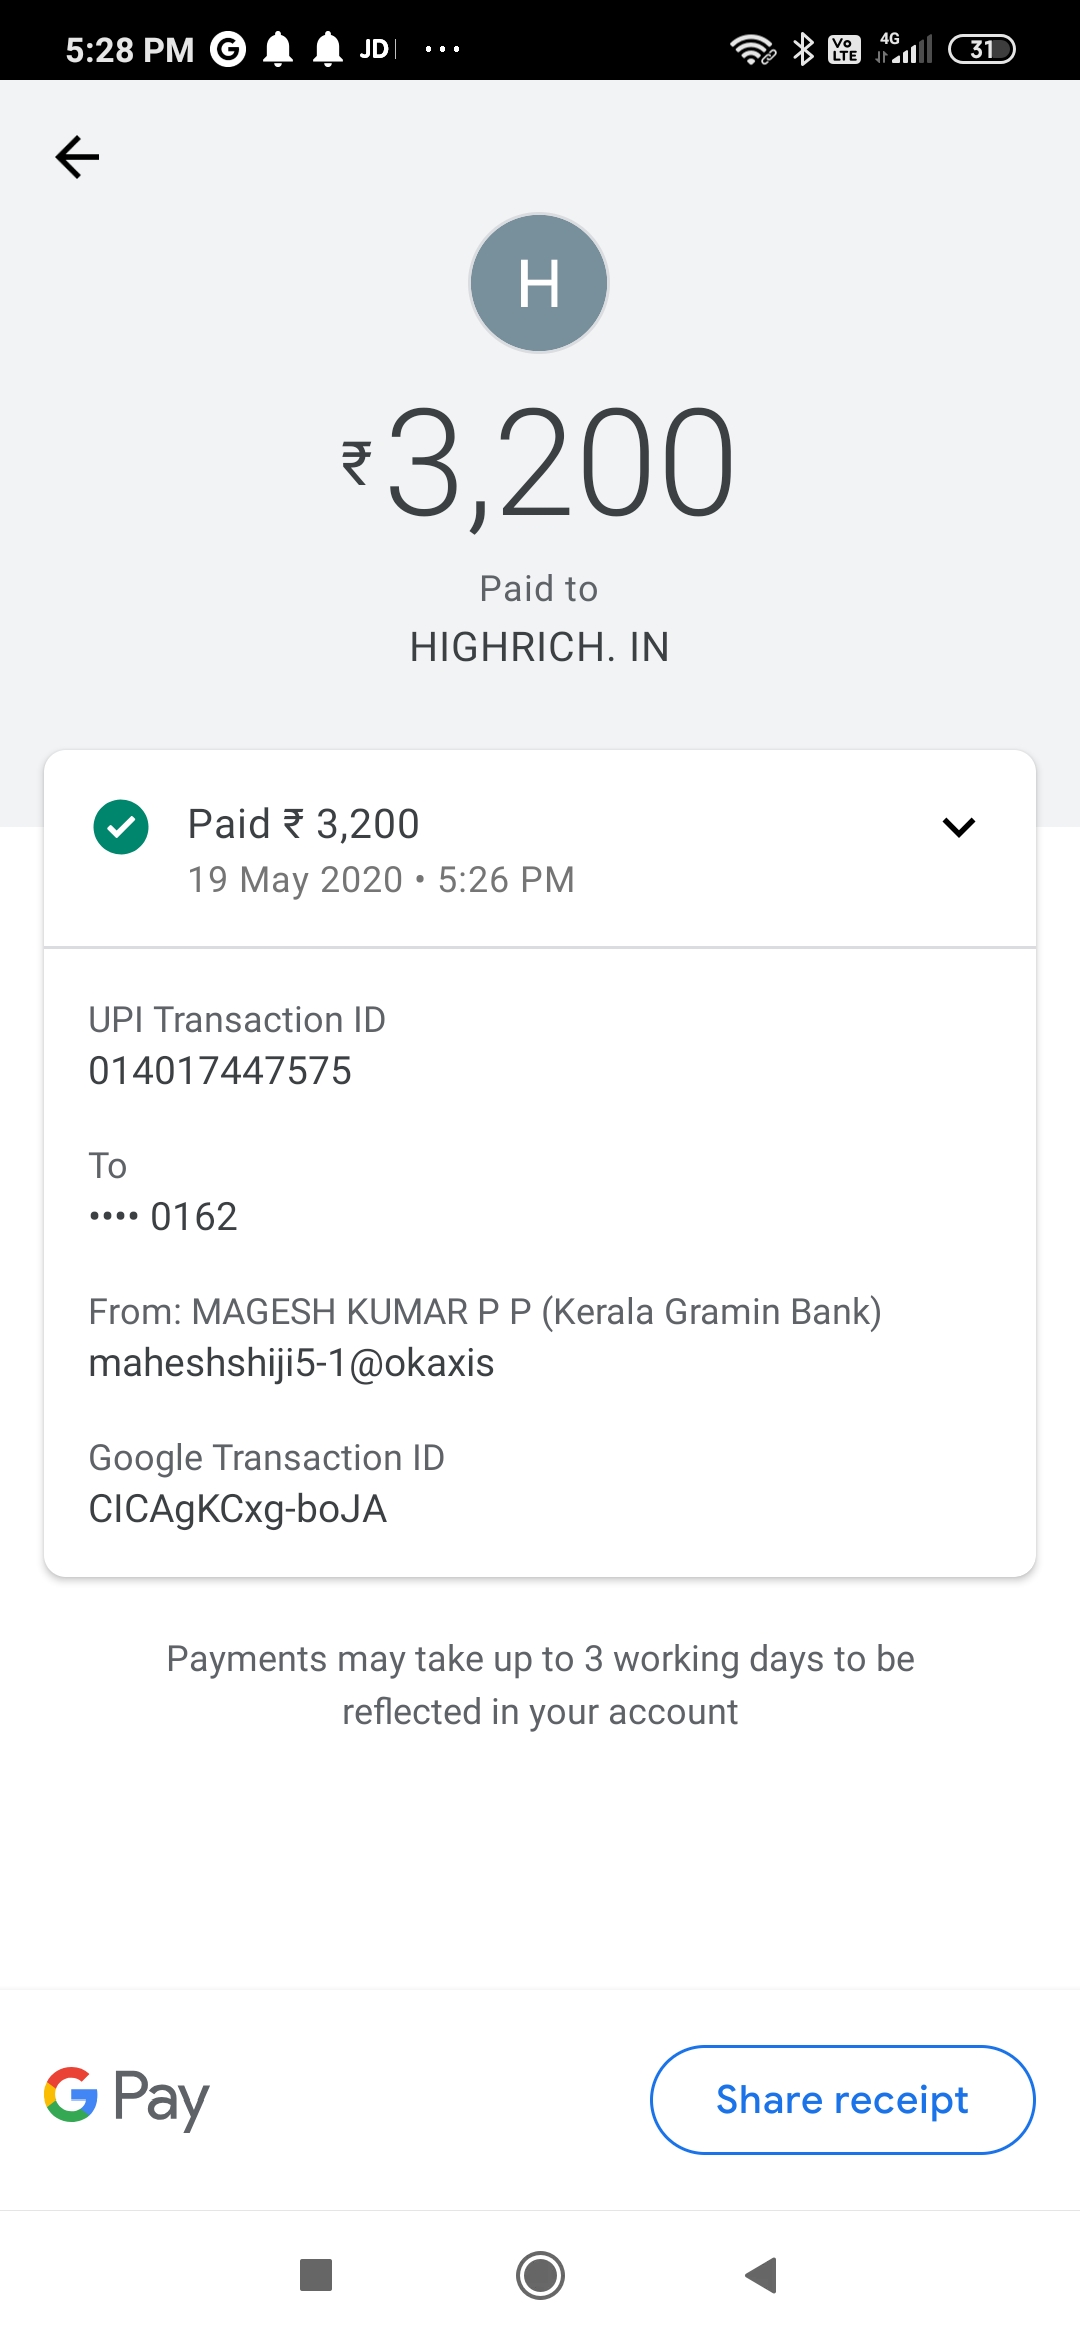 5:28 PM G JD ...
Vo LTE 4G 31
H
₹3,200
Paid to
HIGHRICH. IN
Paid ₹ 3,200
19 May 2020 • 5:26 PM
UPI Transaction ID
014017447575
To
•••• 0162
From: MAGESH KUMAR P P (Kerala Gramin Bank)
maheshshiji5-1@okaxis
Google Transaction ID
CICAgKCxg-boJA
Payments may take up to 3 working days to be
reflected in your account
G Pay
Share receipt